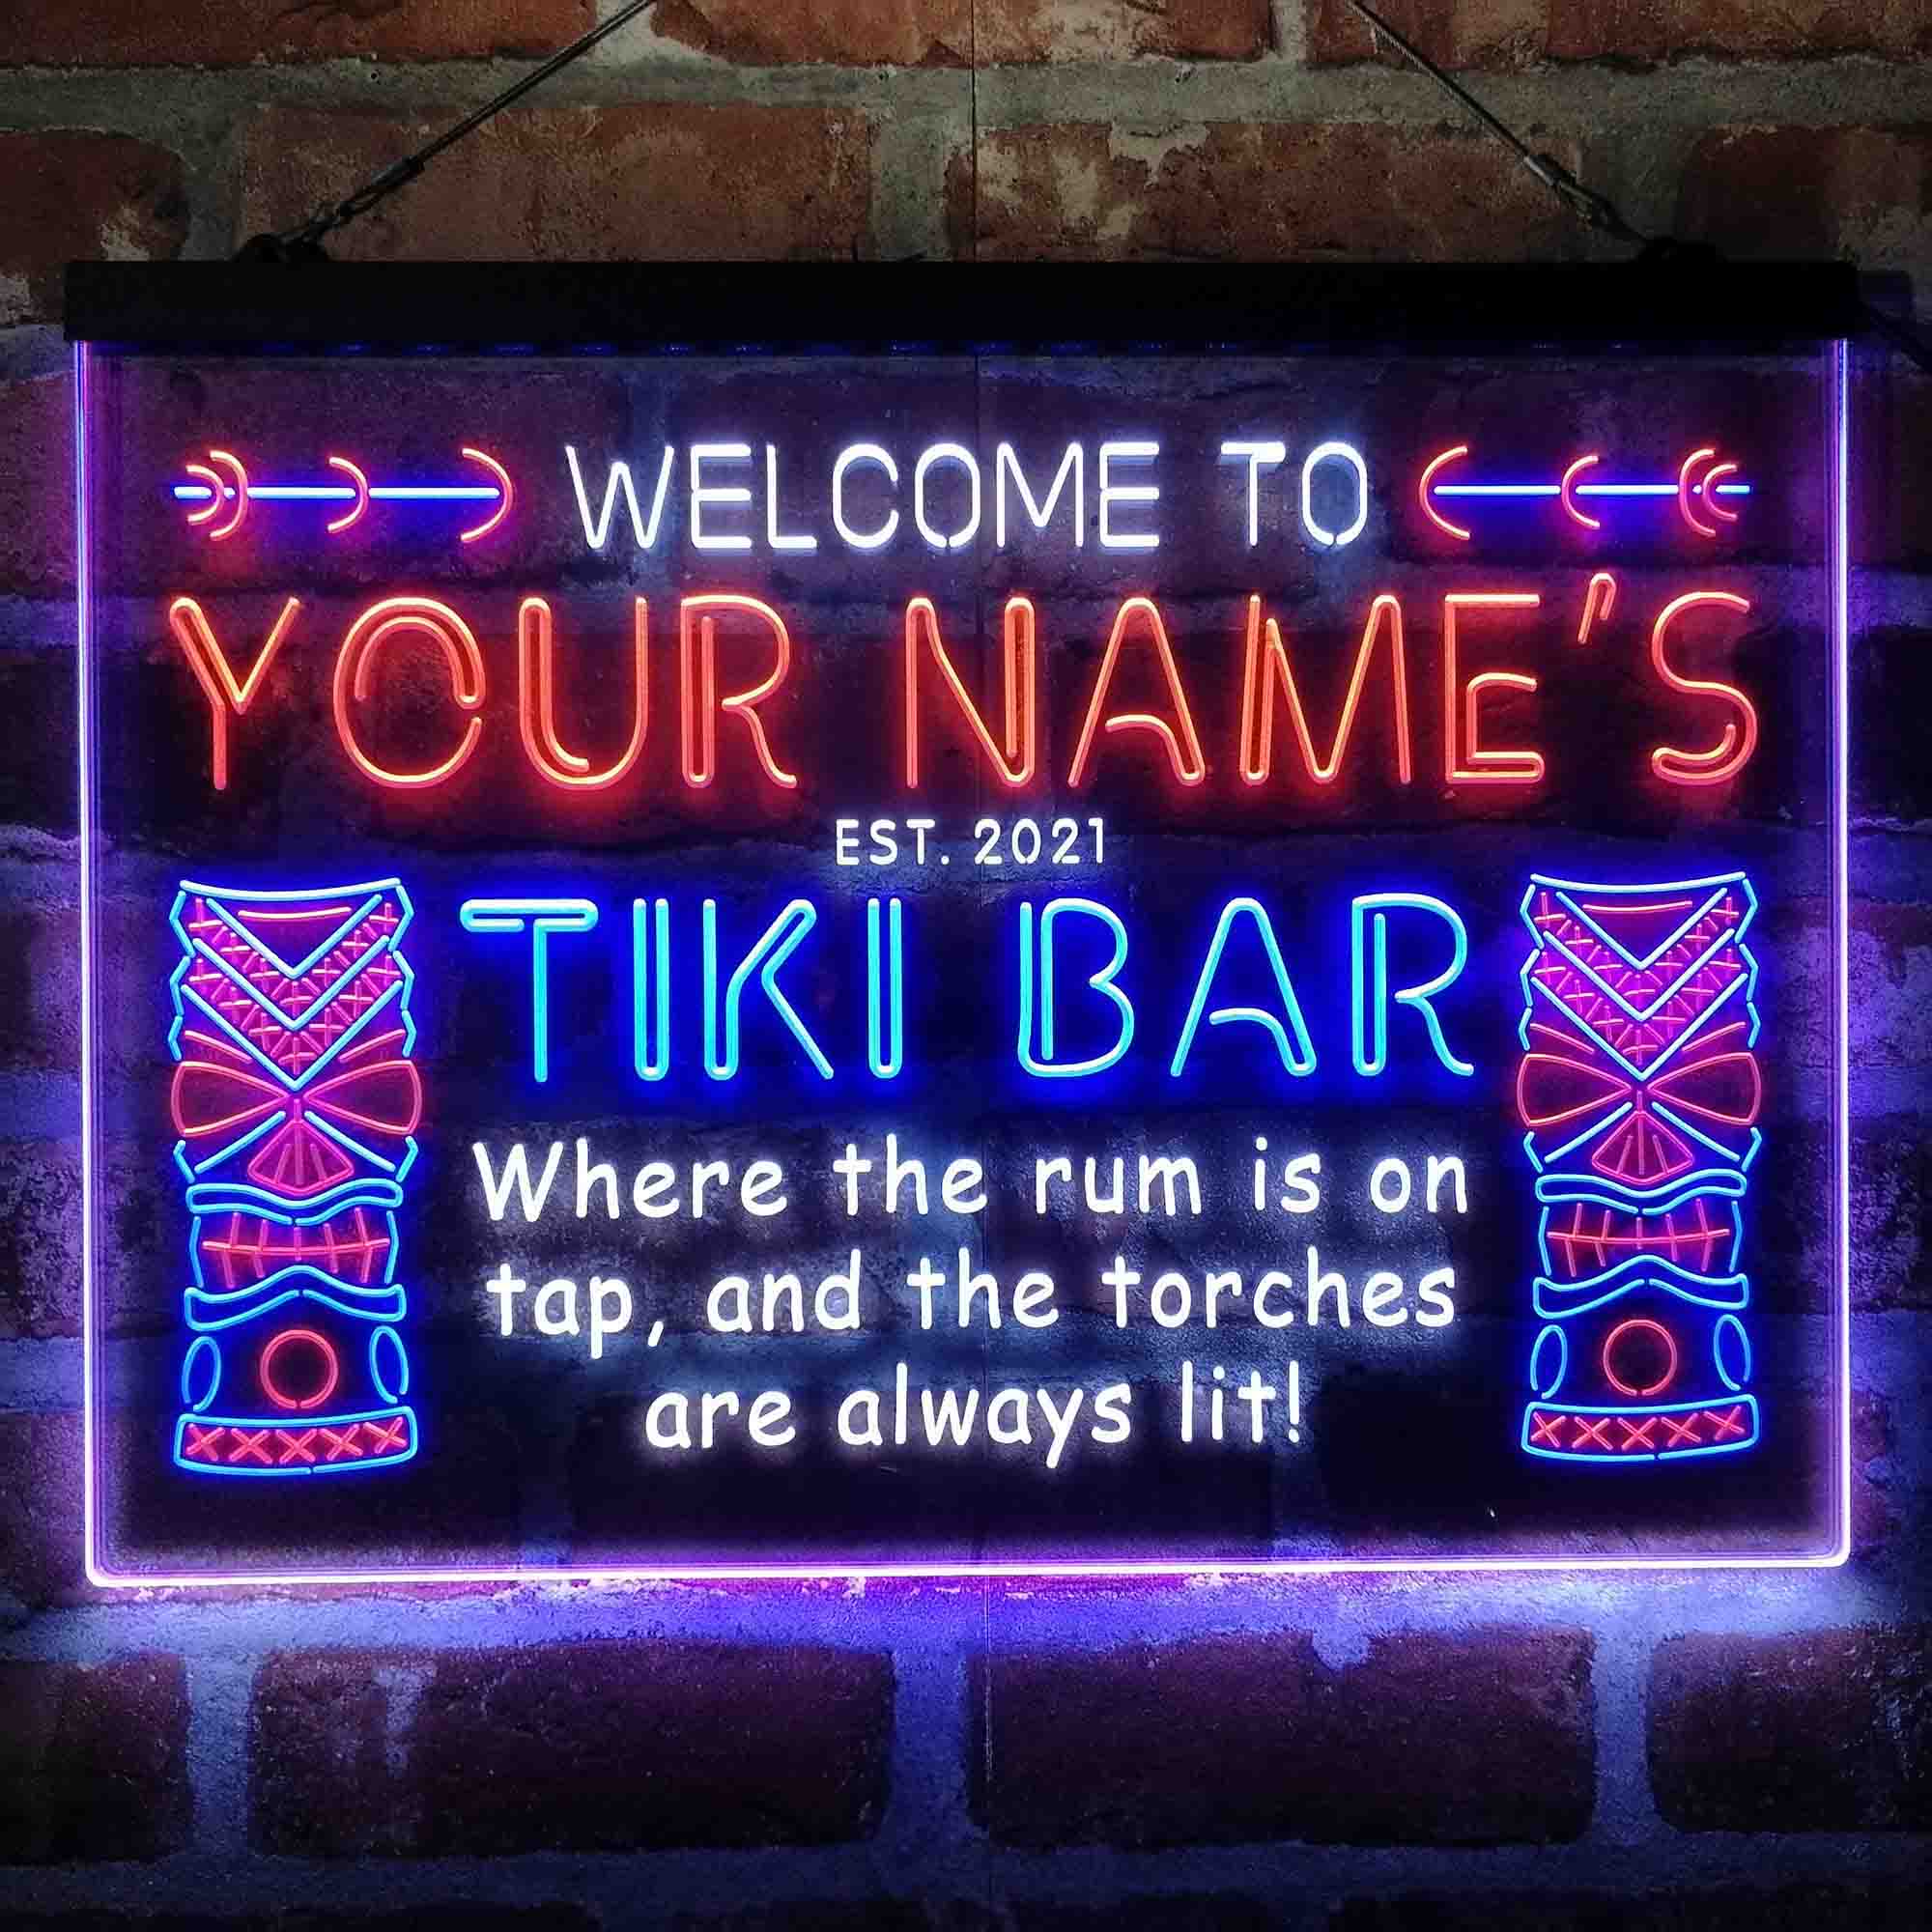 WELCOME TO
YOUR NAME'S
EST. 2021
TIKI BAR
Where the rum is on
tap, and the torches
are always lit!